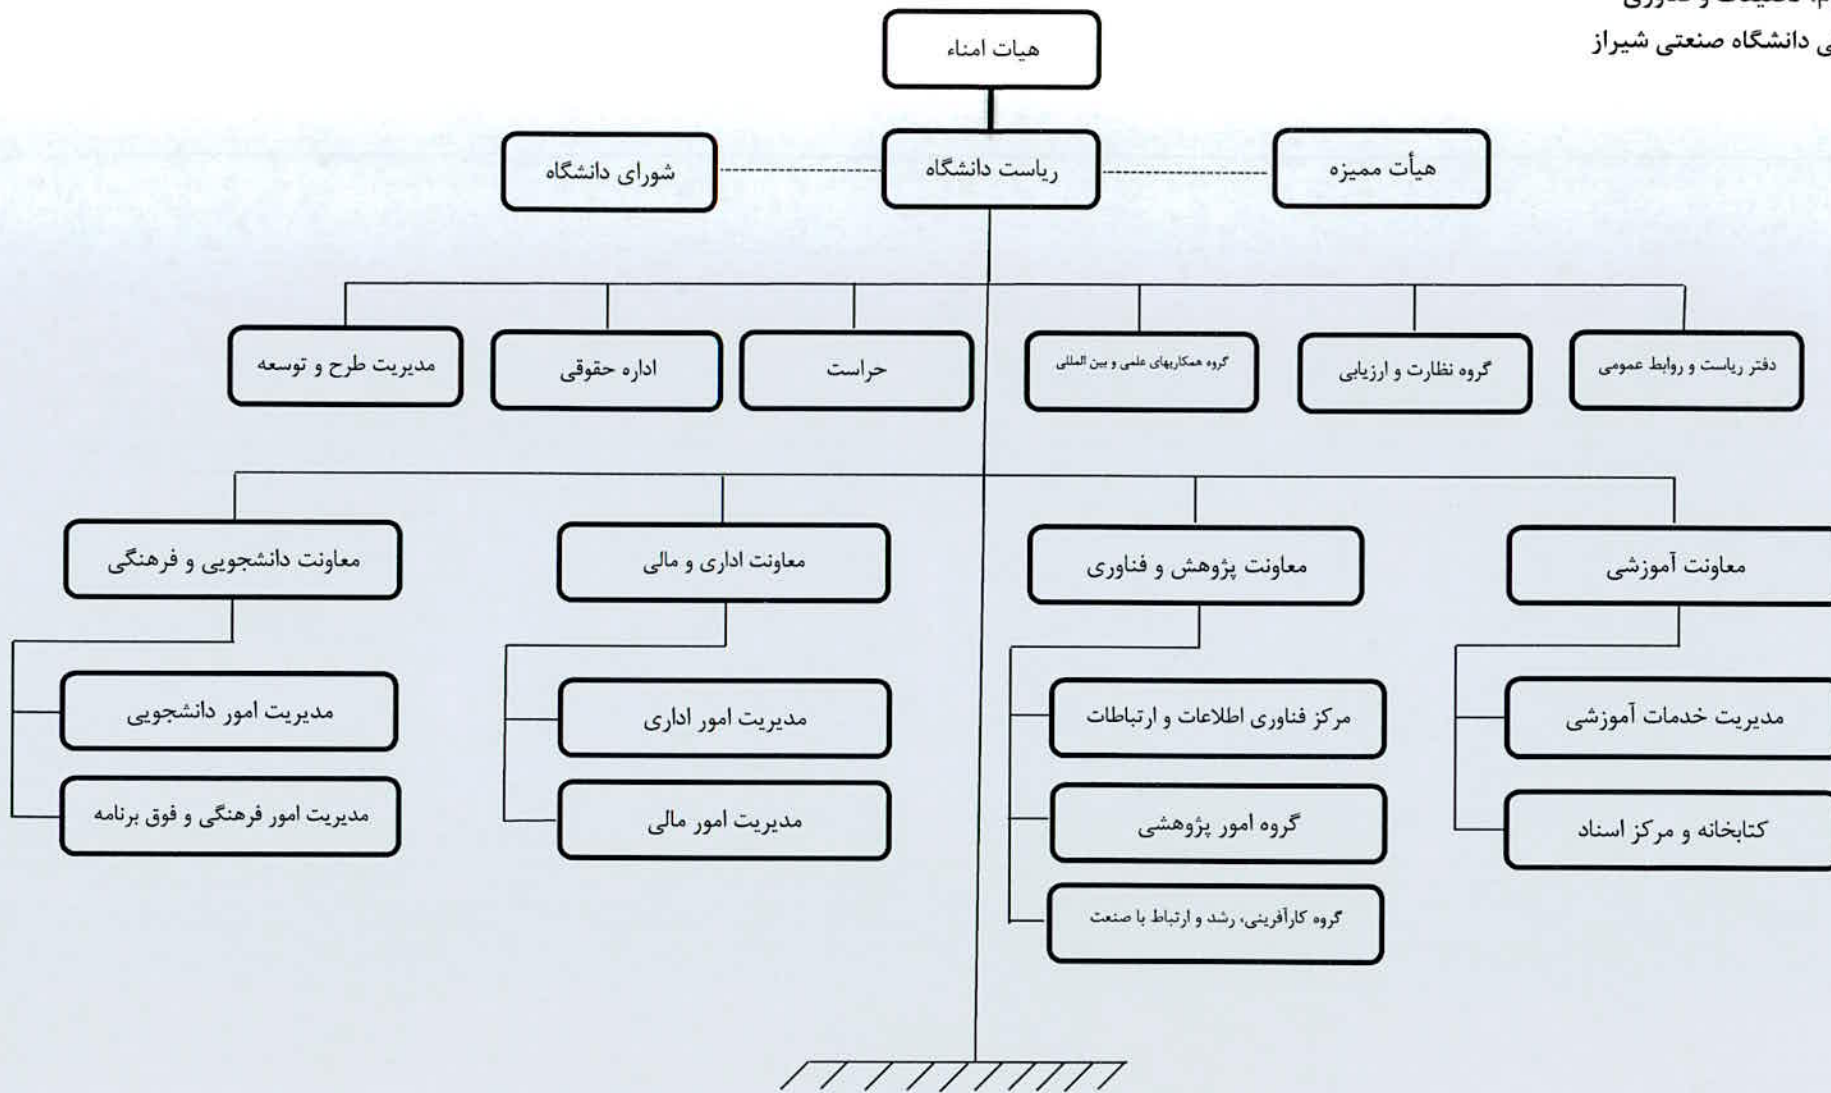 دانشگاه صنعتی شیراز
هیات امناء
هیأت ممیزه
ریاست دانشگاه
شورای دانشگاه
دفتر ریاست و روابط عمومی
گروه نظارت و ارزیابی
گروه همکاریهای علمی و بین المللی
حراست
اداره حقوقی
مدیریت طرح و توسعه
معاونت آموزشی
معاونت پژوهش و فناوری
معاونت اداری و مالی
معاونت دانشجویی و فرهنگی
مدیریت خدمات آموزشی
مرکز فناوری اطلاعات و ارتباطات
مدیریت امور اداری
مدیریت امور دانشجویی
کتابخانه و مرکز اسناد
گروه امور پژوهشی
مدیریت امور مالی
مدیریت امور فرهنگی و فوق برنامه
گروه کارآفرینی، رشد و ارتباط با صنعت